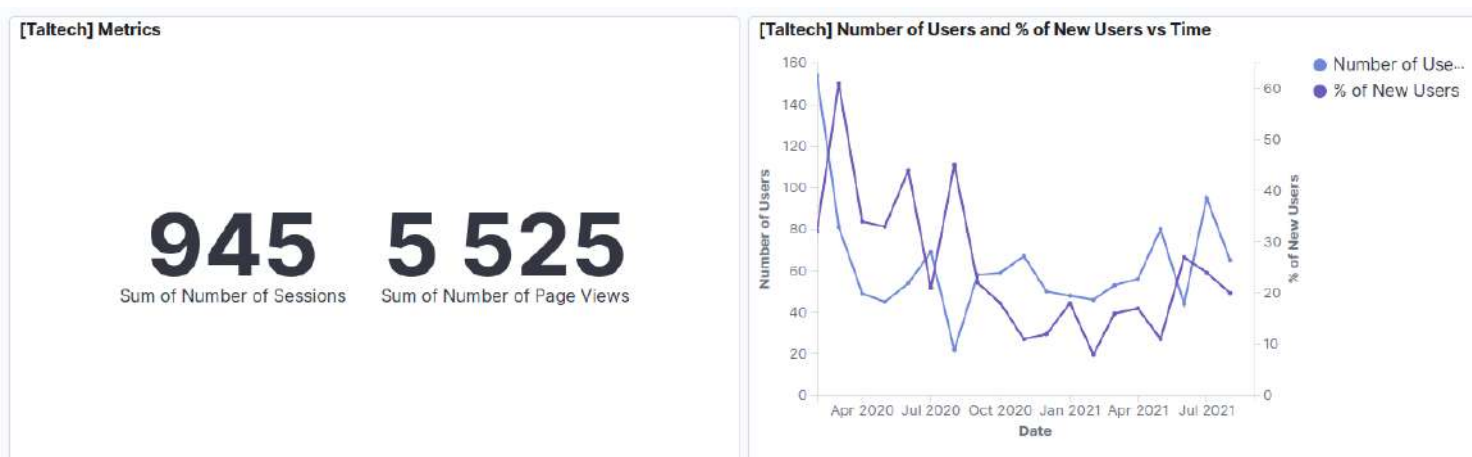 [Taltech] Metrics
945
5 525
Sum of Number of Sessions
Sum of Number of Page Views
[Taltech] Number of Users and % of New Users vs Time
Number of Use...
% of New Users
160
140
120
100
80
60
40
20
0
Number of Users
60
50
40
30
20
10
0
% of New Users
Apr 2020 Jul 2020 Oct 2020 Jan 2021 Apr 2021 Jul 2021
Date